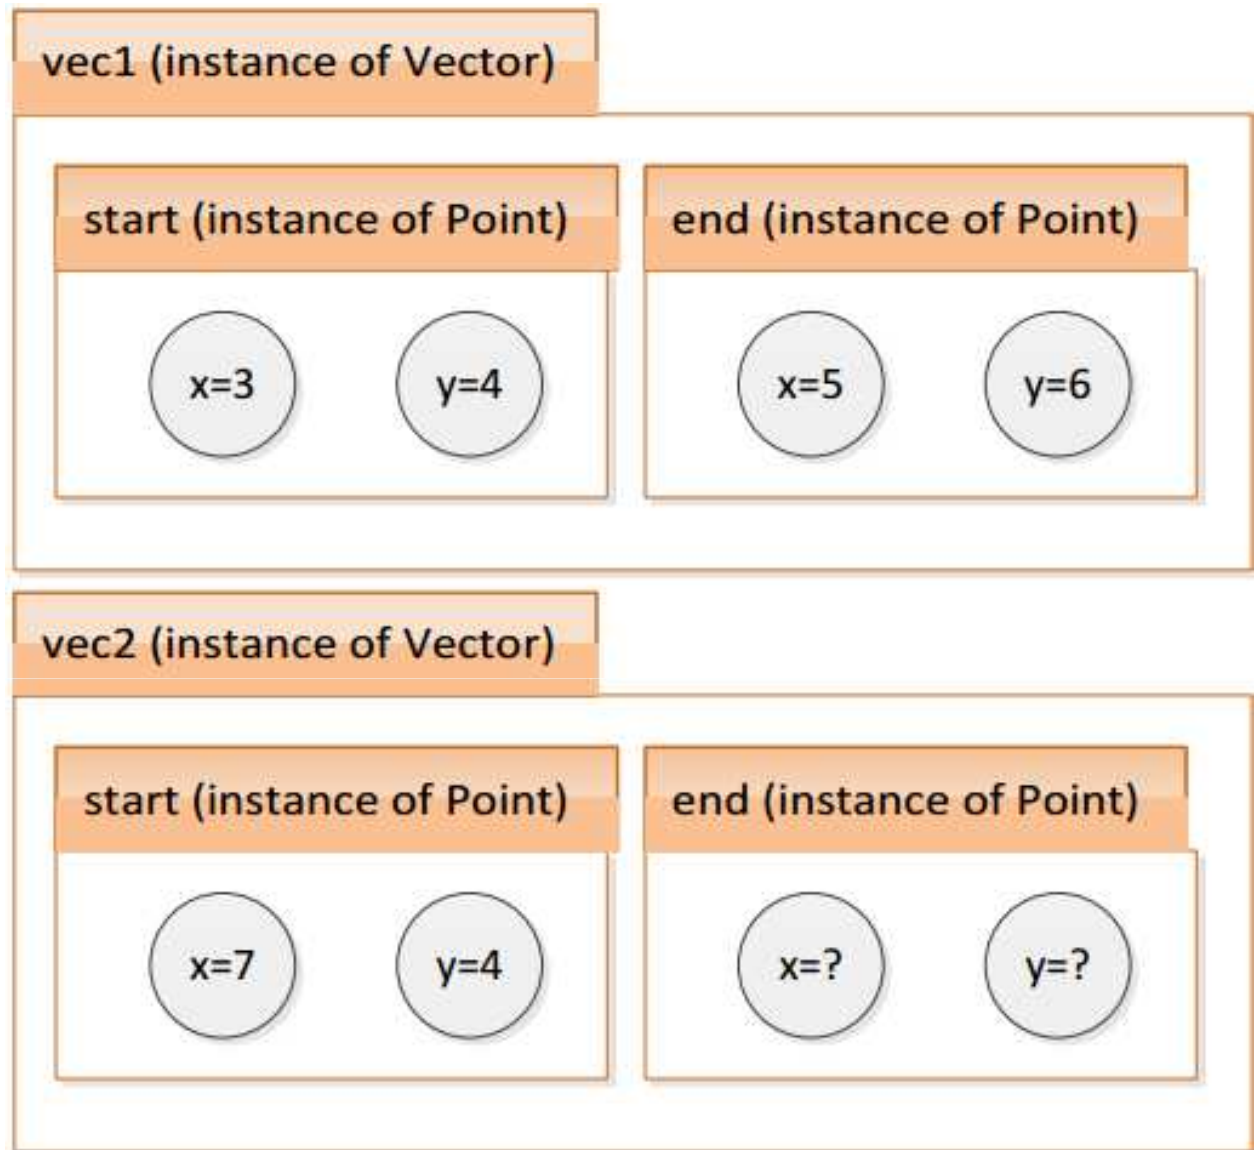 vec1 (instance of Vector)
start (instance of Point)
end (instance of Point)
x=3
y=4
x=5
y=6
vec2 (instance of Vector)
start (instance of Point)
end (instance of Point)
x=7
y=4
x=?
y=?